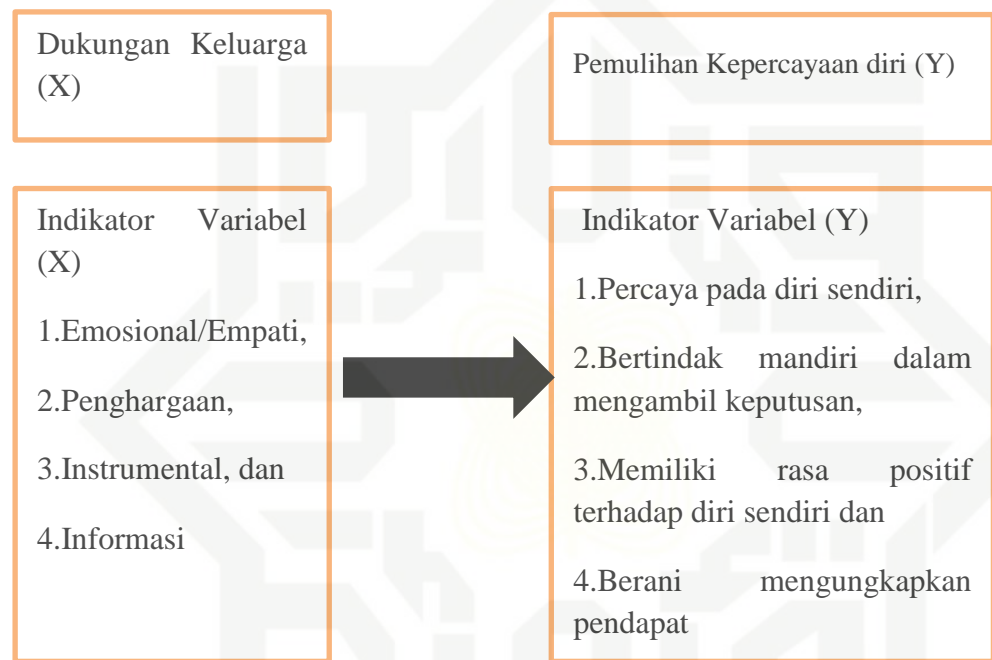 Dukungan Keluarga
(X)
Pemulihan Kepercayaan diri (Y)
Indikator Variabel
(X)
1.Emosional/Empati,
2.Penghargaan,
3.Instrumental, dan
4.Informasi
Indikator Variabel (Y)
1.Percaya pada diri sendiri,
2.Bertindak mandiri dalam
mengambil keputusan,
3.Memiliki rasa positif
terhadap diri sendiri dan
4.Berani mengungkapkan
pendapat